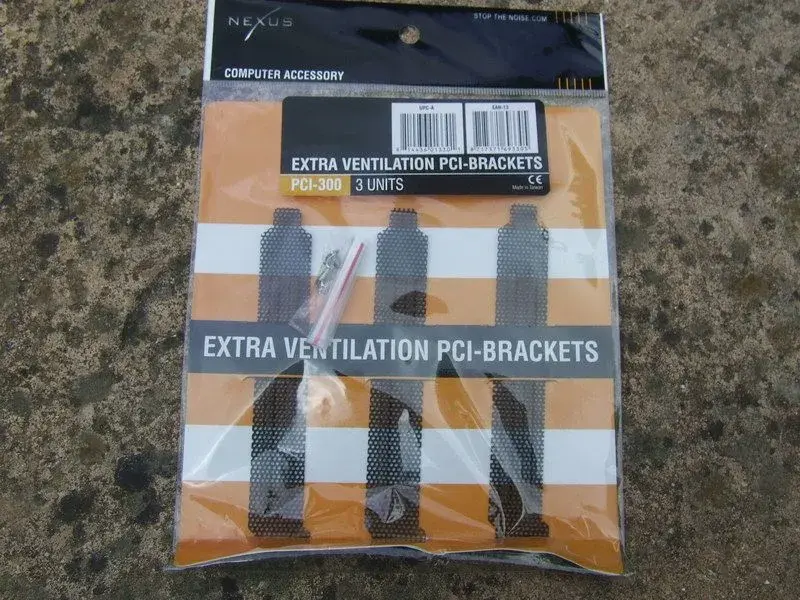 NEXUS
STOP THE NOISE.COM
COMPUTER ACCESSORY
UPC-A
EAN-13
EXTRA VENTILATION PCI-BRACKETS
PCI-300 3 UNITS
CE
Made in Taiwan
EXTRA VENTILATION PCI-BRACKETS